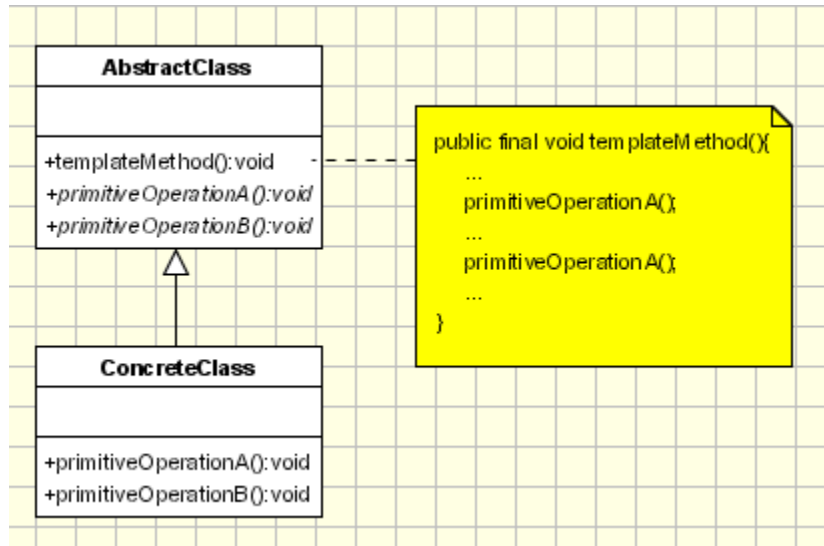 AbstractClass
+templateMethod():void
+primitiveOperationA():void
+primitiveOperationB():void
public final void templateMethod(){
...
primitiveOperationA();
...
primitiveOperationA();
...
}
ConcreteClass
+primitiveOperationA():void
+primitiveOperationB():void